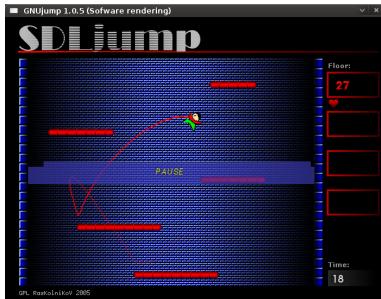 GNUjump 1.0.5 (Sofware rendering)
SDLjump
Floor:
27
PAUSE
Time:
18
GPL RasKolniKoV 2005